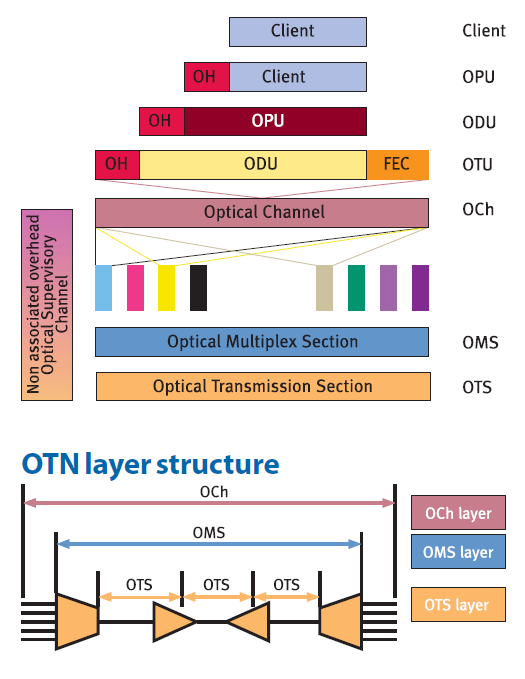 Client Client
OH Client OPU
OH OPU ODU
OH ODU FEC OTU
Optical Channel OCh
Non associated overhead
Optical Supervisory
Channel
Optical Multiplex Section OMS
Optical Transmission Section OTS
OTN layer structure
OCh
OCh layer
OMS
OMS layer
OTS OTS OTS
OTS layer